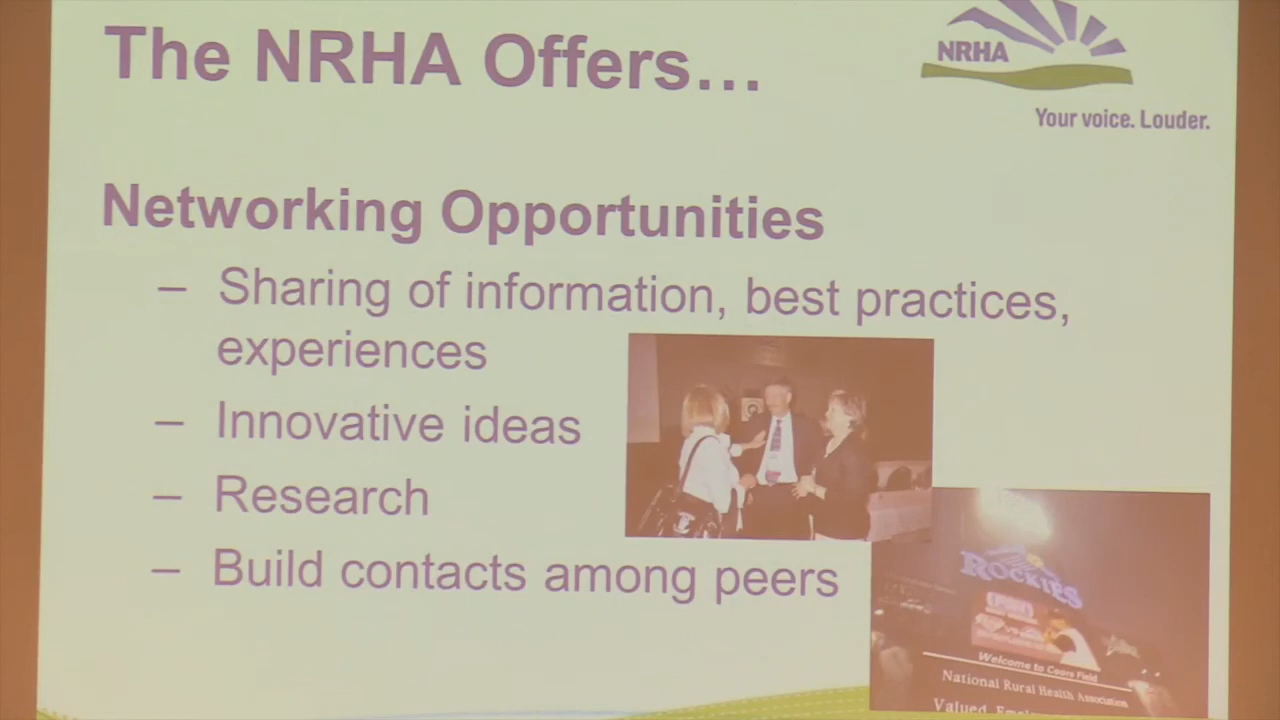 The NRHA Offers…
NRHA
Your voice. Louder.
Networking Opportunities
– Sharing of information, best practices,
experiences
– Innovative ideas
– Research
– Build contacts among peers
ROCKIES
Welcome to Coors Field
National Rural Health Association
Valued